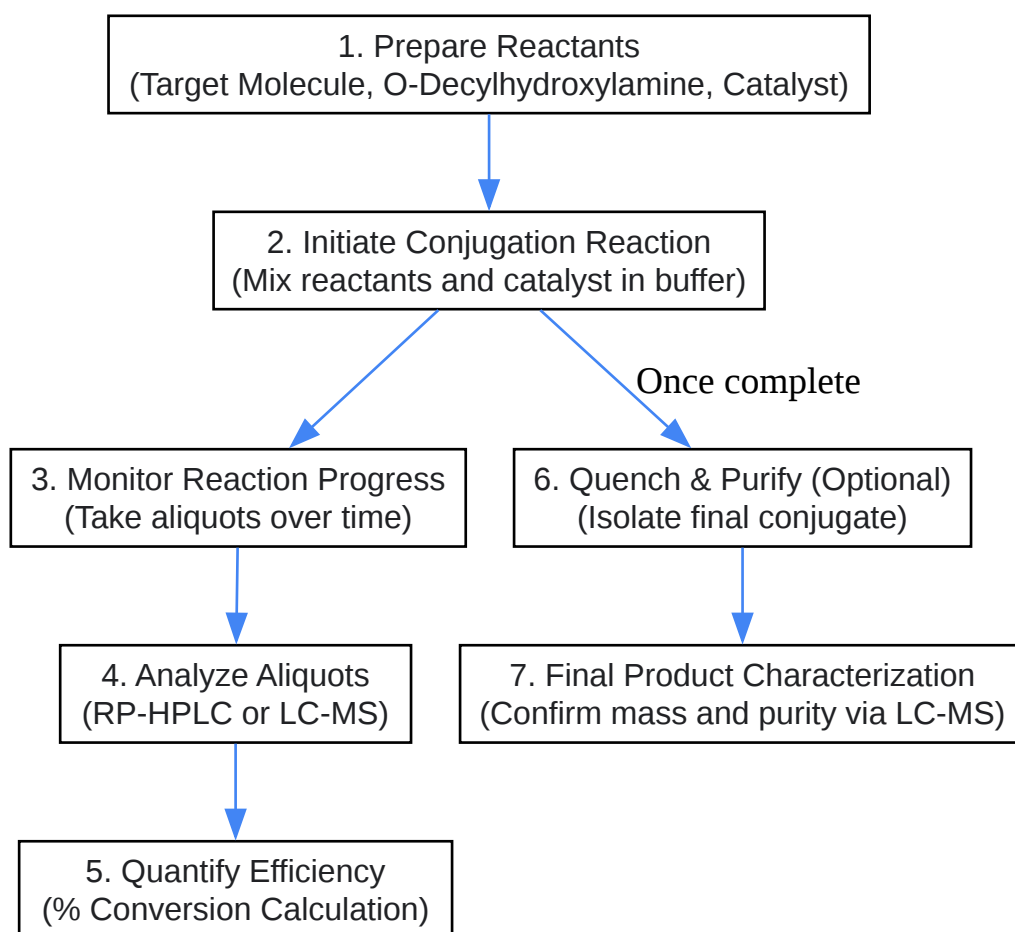 1. Prepare Reactants
(Target Molecule, O-Decylhydroxylamine, Catalyst)
2. Initiate Conjugation Reaction
(Mix reactants and catalyst in buffer)
Once complete
3. Monitor Reaction Progress
(Take aliquots over time)
6. Quench & Purify (Optional)
(Isolate final conjugate)
4. Analyze Aliquots
(RP-HPLC or LC-MS)
7. Final Product Characterization
(Confirm mass and purity via LC-MS)
5. Quantify Efficiency
(% Conversion Calculation)